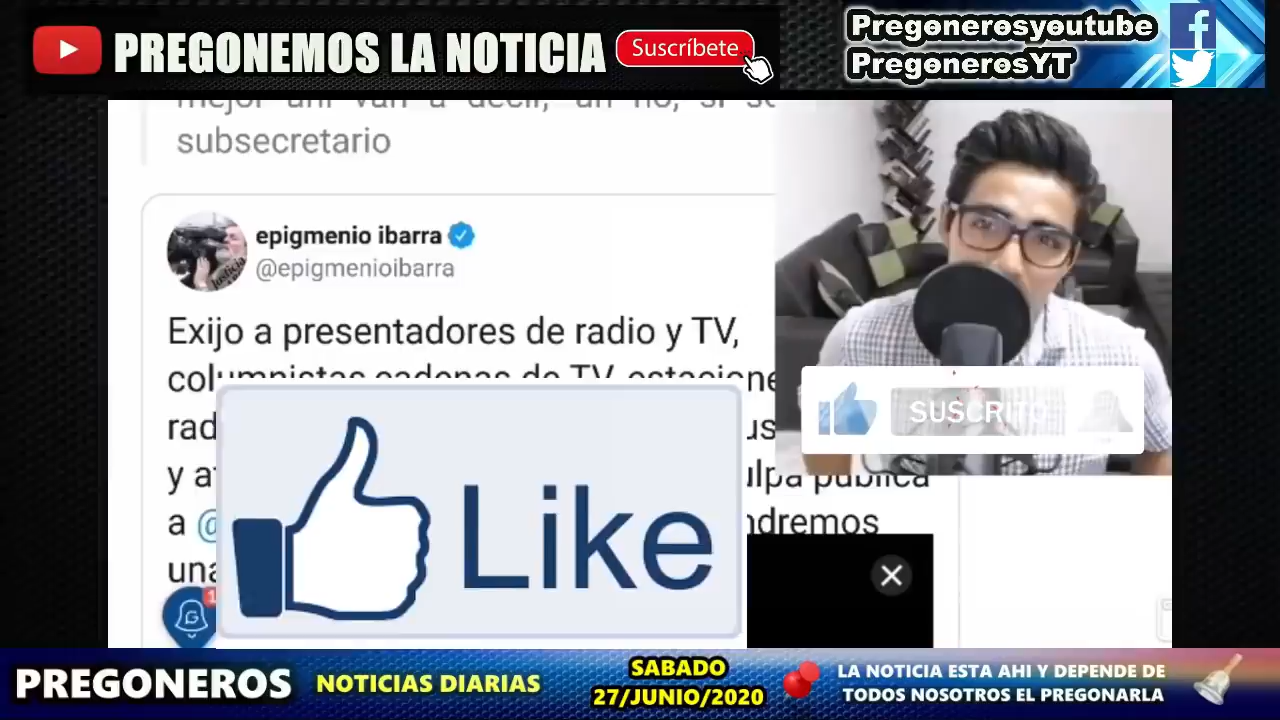 PREGONEMOS LA NOTICIA
Suscríbete
Pregonerosyoutube
PregonerosYT
subsecretario
epigmenio ibarra
@epigmenioibarra
Exijo a presentadores de radio y TV,
SUSCRITO
y
pública
a @
Like
PREGONEROS
NOTICIAS DIARIAS
SABADO
27/JUNIO/2020
LA NOTICIA ESTA AHI Y DEPENDE DE
TODOS NOSOTROS EL PREGONARLA